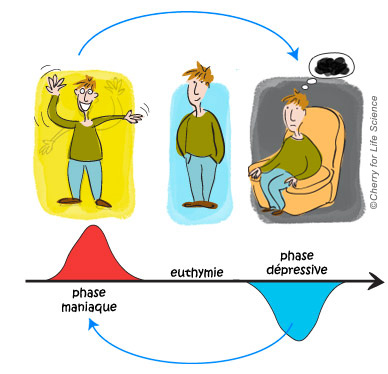 ©Cherry for Life Science
euthymie
phase
dépressive
phase
maniaque